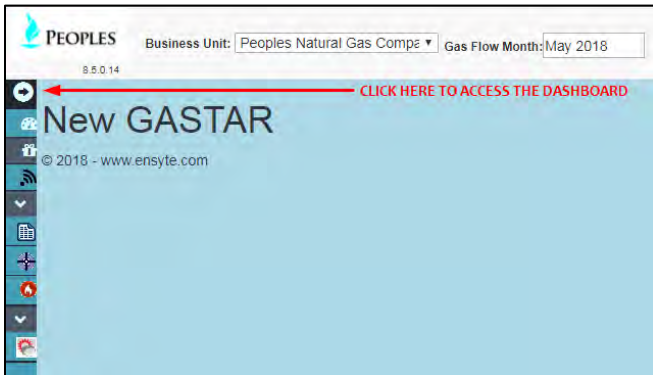 PEOPLES
Business Unit: Peoples Natural Gas Compa Gas Flow Month: May 2018
8.5.0.14
CLICK HERE TO ACCESS THE DASHBOARD
New GASTAR
© 2018 - www.ensyte.com